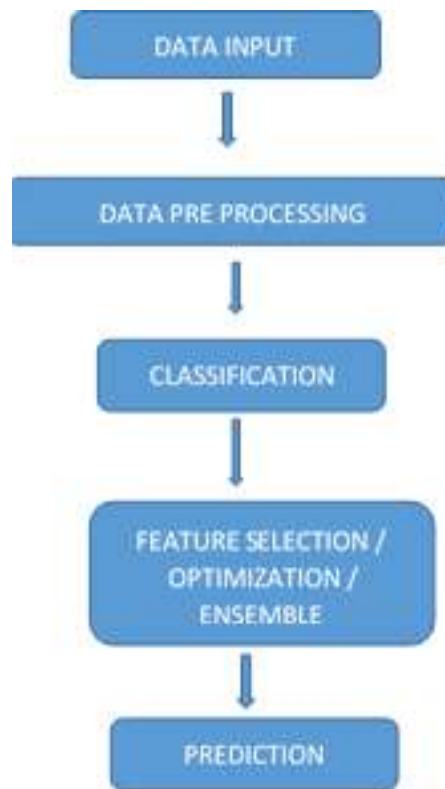 DATA INPUT
DATA PRE PROCESSING
CLASSIFICATION
FEATURE SELECTION /
OPTIMIZATION /
ENSEMBLE
PREDICTION